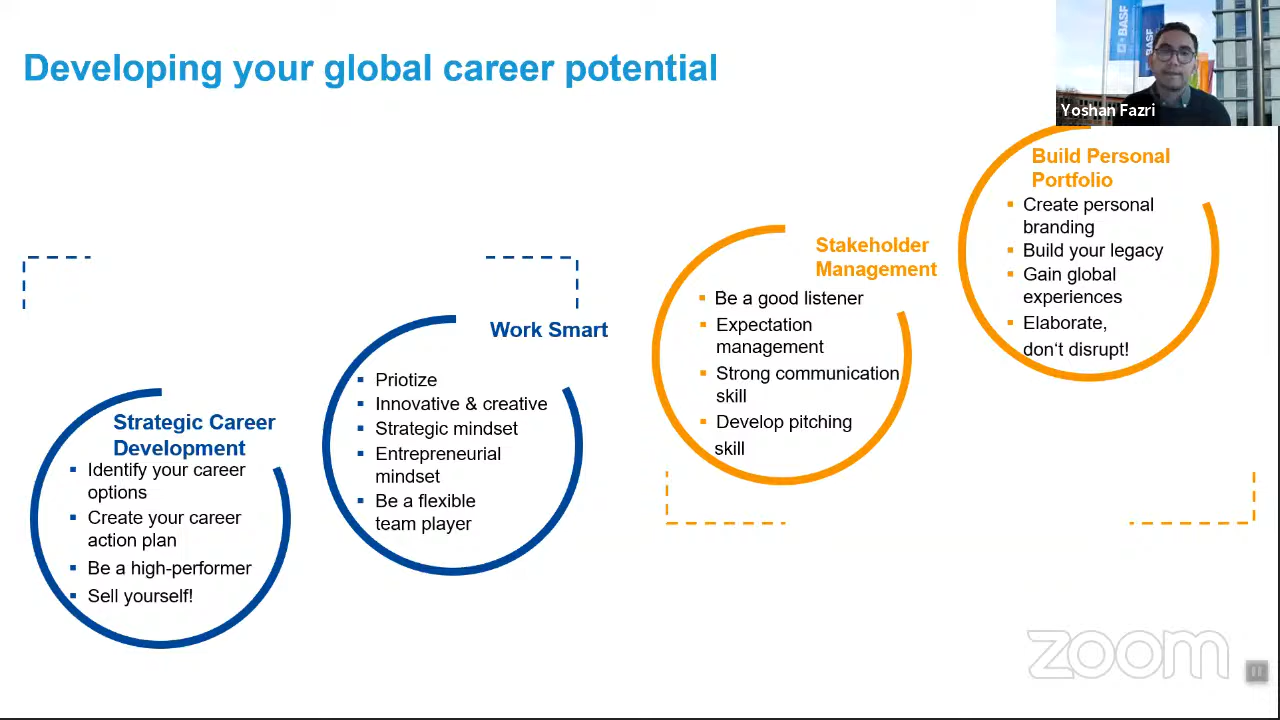 Developing your global career potential
BASF
Yoshan Fazri
Build Personal
Portfolio
▪ Create personal
branding
▪ Build your legacy
▪ Gain global
experiences
▪ Elaborate,
don‘t disrupt!
Stakeholder
Management
▪ Be a good listener
▪ Expectation
management
▪ Strong communication
skill
▪ Develop pitching
skill
Work Smart
▪ Priotize
▪ Innovative & creative
▪ Strategic mindset
▪ Entrepreneurial
mindset
▪ Be a flexible
team player
Strategic Career
Development
▪ Identify your career
options
▪ Create your career
action plan
▪ Be a high-performer
▪ Sell yourself!
zoom